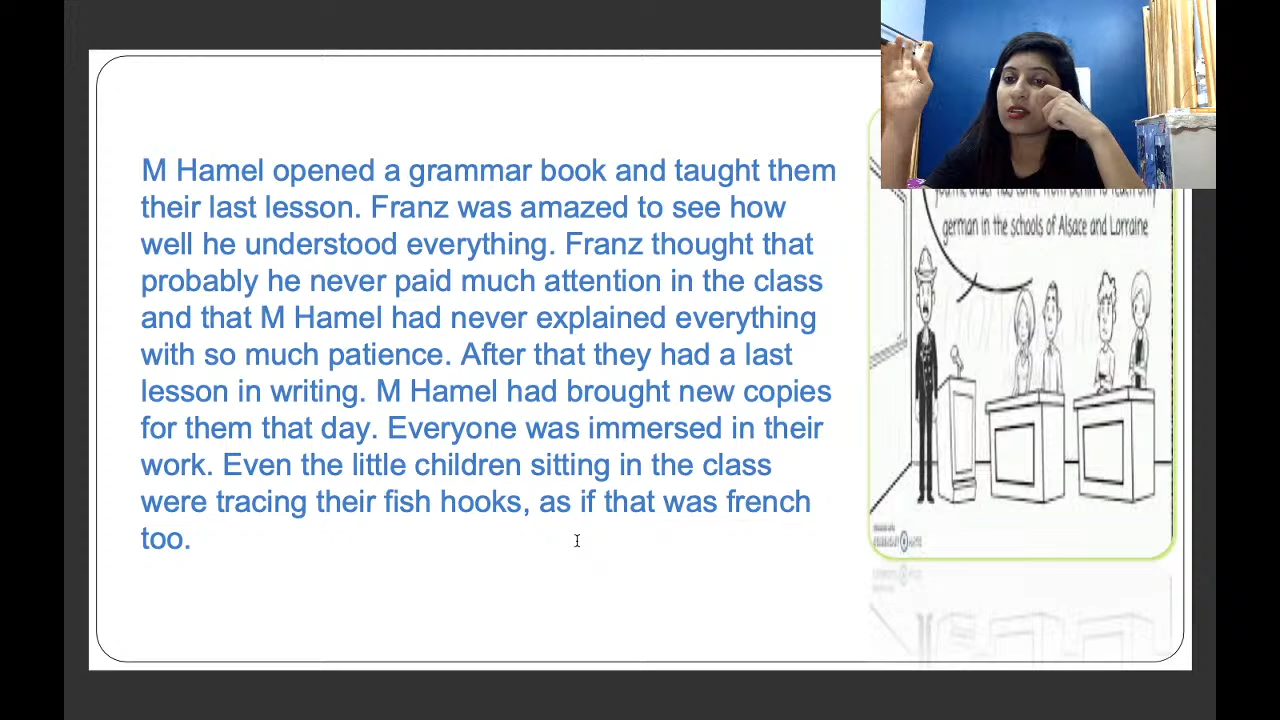 M Hamel opened a grammar book and taught them
their last lesson. Franz was amazed to see how
well he understood everything. Franz thought that
probably he never paid much attention in the class
and that M Hamel had never explained everything
with so much patience. After that they had a last
lesson in writing. M Hamel had brought new copies
for them that day. Everyone was immersed in their
work. Even the little children sitting in the class
were tracing their fish hooks, as if that was french
too.
german in the schools of Alsace and Lorraine